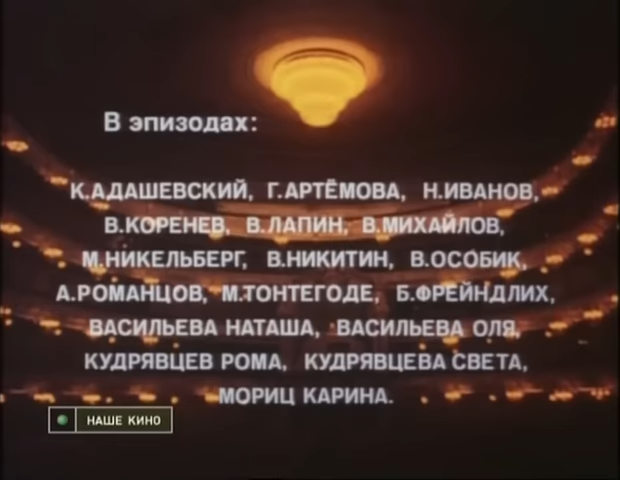 В эпизодах:
К.АДАШЕВСКИЙ, Г.АРТЁМОВА, Н.ИВАНОВ,
В.КОРЕНЕВ, В.ЛАПИН, В.МИХАЙЛОВ,
М.НИКЕЛЬБЕРГ, В.НИКИТИН, В.ОСОБИК,
А.РОМАНЦОВ, М.ТОНТЕГОДЕ, Б.ФРЕЙНДЛИХ,
ВАСИЛЬЕВА НАТАША, ВАСИЛЬЕВА ОЛЯ,
КУДРЯВЦЕВ РОМА, КУДРЯВЦЕВА СВЕТА,
МОРИЦ КАРИНА.
НАШЕ КИНО